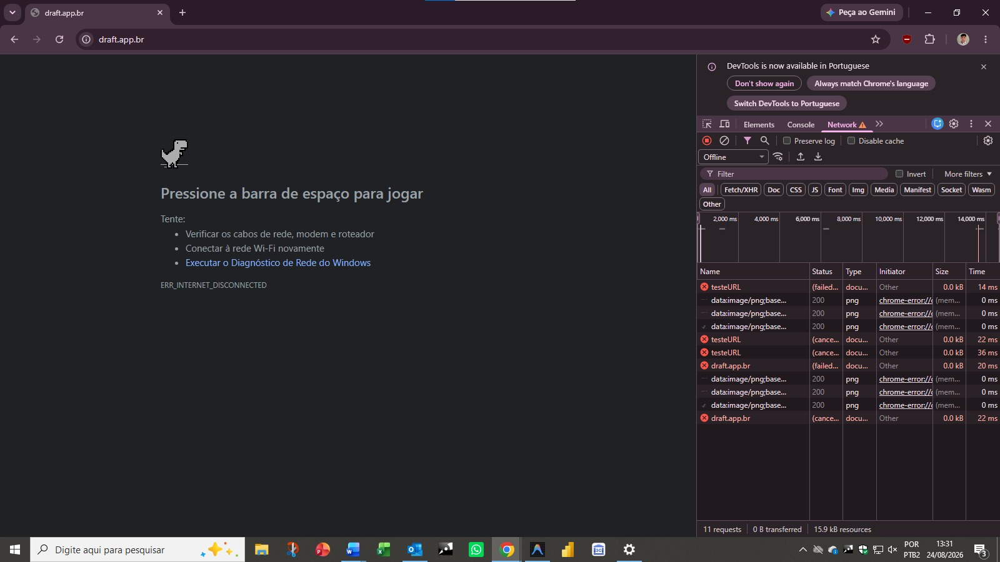 draft.app.br
Peça ao Gemini
draft.app.br
Pressione a barra de espaço para jogar
Tente:
Verificar os cabos de rede, modem e roteador
Conectar à rede Wi-Fi novamente
Executar o Diagnóstico de Rede do Windows
ERR_INTERNET_DISCONNECTED
DevTools is now available in Portuguese
Don't show again
Always match Chrome's language
Switch DevTools to Portuguese
Elements Console Network
Preserve log Disable cache
Offline
Filter Invert More filters
All Fetch/XHR Doc CSS JS Font Img Media Manifest Socket Wasm
Other
2,000 ms 4,000 ms 6,000 ms 8,000 ms 10,000 ms 12,000 ms 14,000 ms
Name Status Type Initiator Size Time
testeURL (failed... docu... Other 0.0 kB 14 ms
data:image/png;base... 200 png chrome-error://c (mem... 0 ms
data:image/png;base... 200 png chrome-error://c (mem... 0 ms
data:image/png;base... 200 png chrome-error://c (mem... 0 ms
testeURL (cance... docu... Other 0.0 kB 22 ms
testeURL (cance... docu... Other 0.0 kB 36 ms
draft.app.br (failed... docu... Other 0.0 kB 20 ms
data:image/png;base... 200 png chrome-error://c (mem... 0 ms
data:image/png;base... 200 png chrome-error://c (mem... 0 ms
data:image/png;base... 200 png chrome-error://c (mem... 0 ms
draft.app.br (cance... docu... Other 0.0 kB 22 ms
11 requests 0 B transferred 15.9 kB resources
Digite aqui para pesquisar
POR
PTB2
13:31
24/08/2026
3